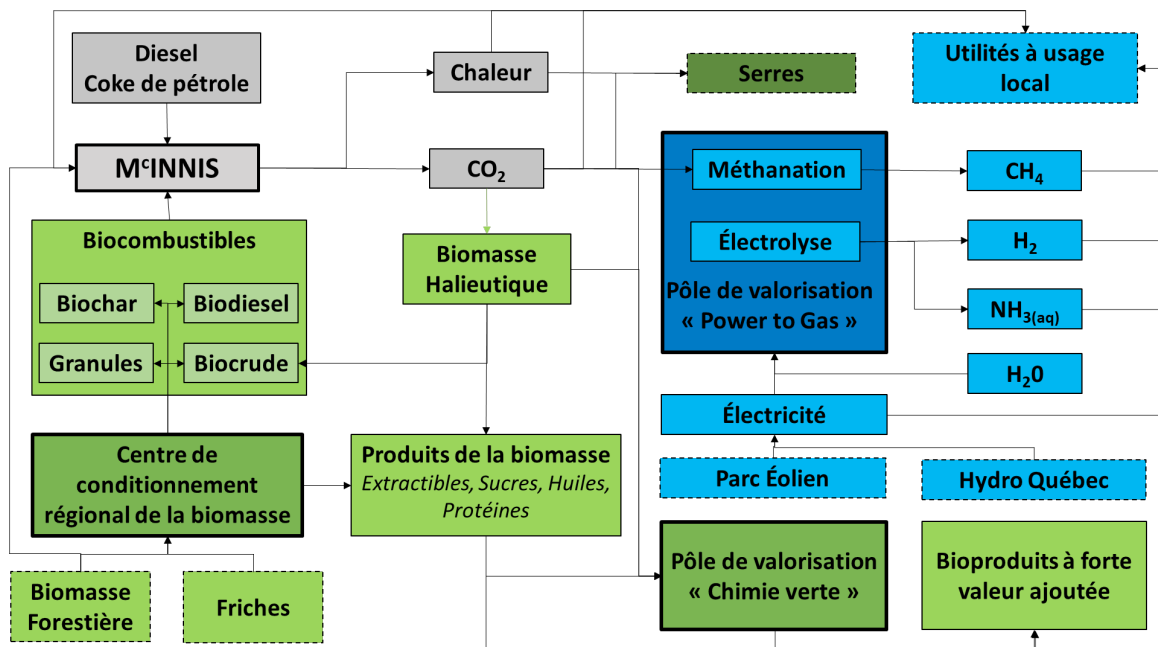 Diesel
Coke de pétrole
Chaleur
Serres
Utilités à usage
local
MᶜINNIS
CO₂
Méthanation
CH₄
Biocombustibles
Biomasse
Halieutique
Électrolyse
H₂
Biochar
Biodiesel
Pôle de valorisation
« Power to Gas »
NH₃(aq)
Granules
Biocrude
H₂0
Électricité
Centre de
conditionnement
régional de la biomasse
Produits de la biomasse
Extractibles, Sucres, Huiles,
Protéines
Parc Éolien
Hydro Québec
Biomasse
Forestière
Friches
Pôle de valorisation
« Chimie verte »
Bioproduits à forte
valeur ajoutée